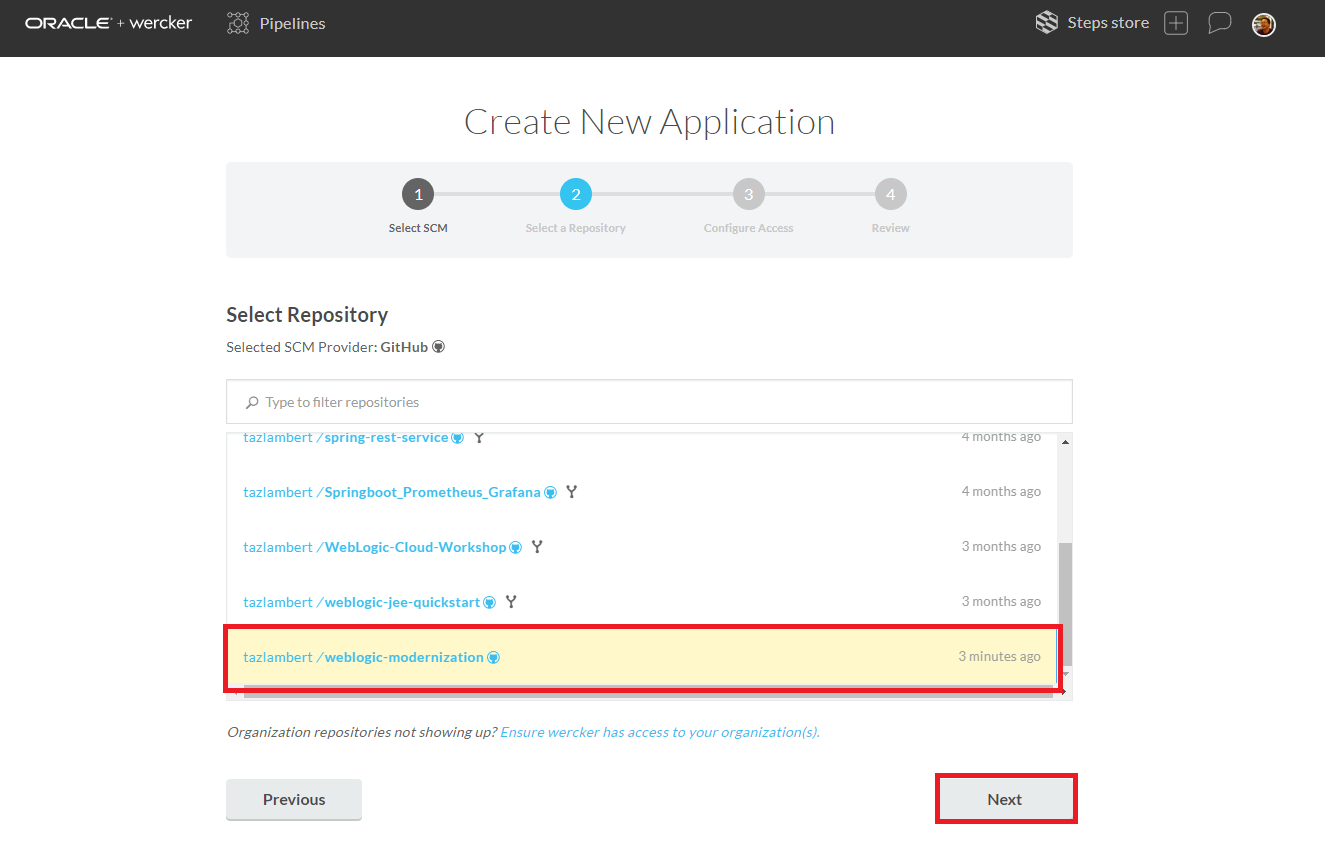 ORACLE + wercker Pipelines Steps store
Create New Application
1 2 3 4
Select SCM Select a Repository Configure Access Review
Select Repository
Selected SCM Provider: GitHub
Type to filter repositories
tazlambert /spring-rest-service 4 months ago
tazlambert /Springboot_Prometheus_Grafana 4 months ago
tazlambert /WebLogic-Cloud-Workshop 3 months ago
tazlambert /weblogic-jee-quickstart 3 months ago
tazlambert /weblogic-modernization 3 minutes ago
Organization repositories not showing up? Ensure wercker has access to your organization(s).
Previous Next